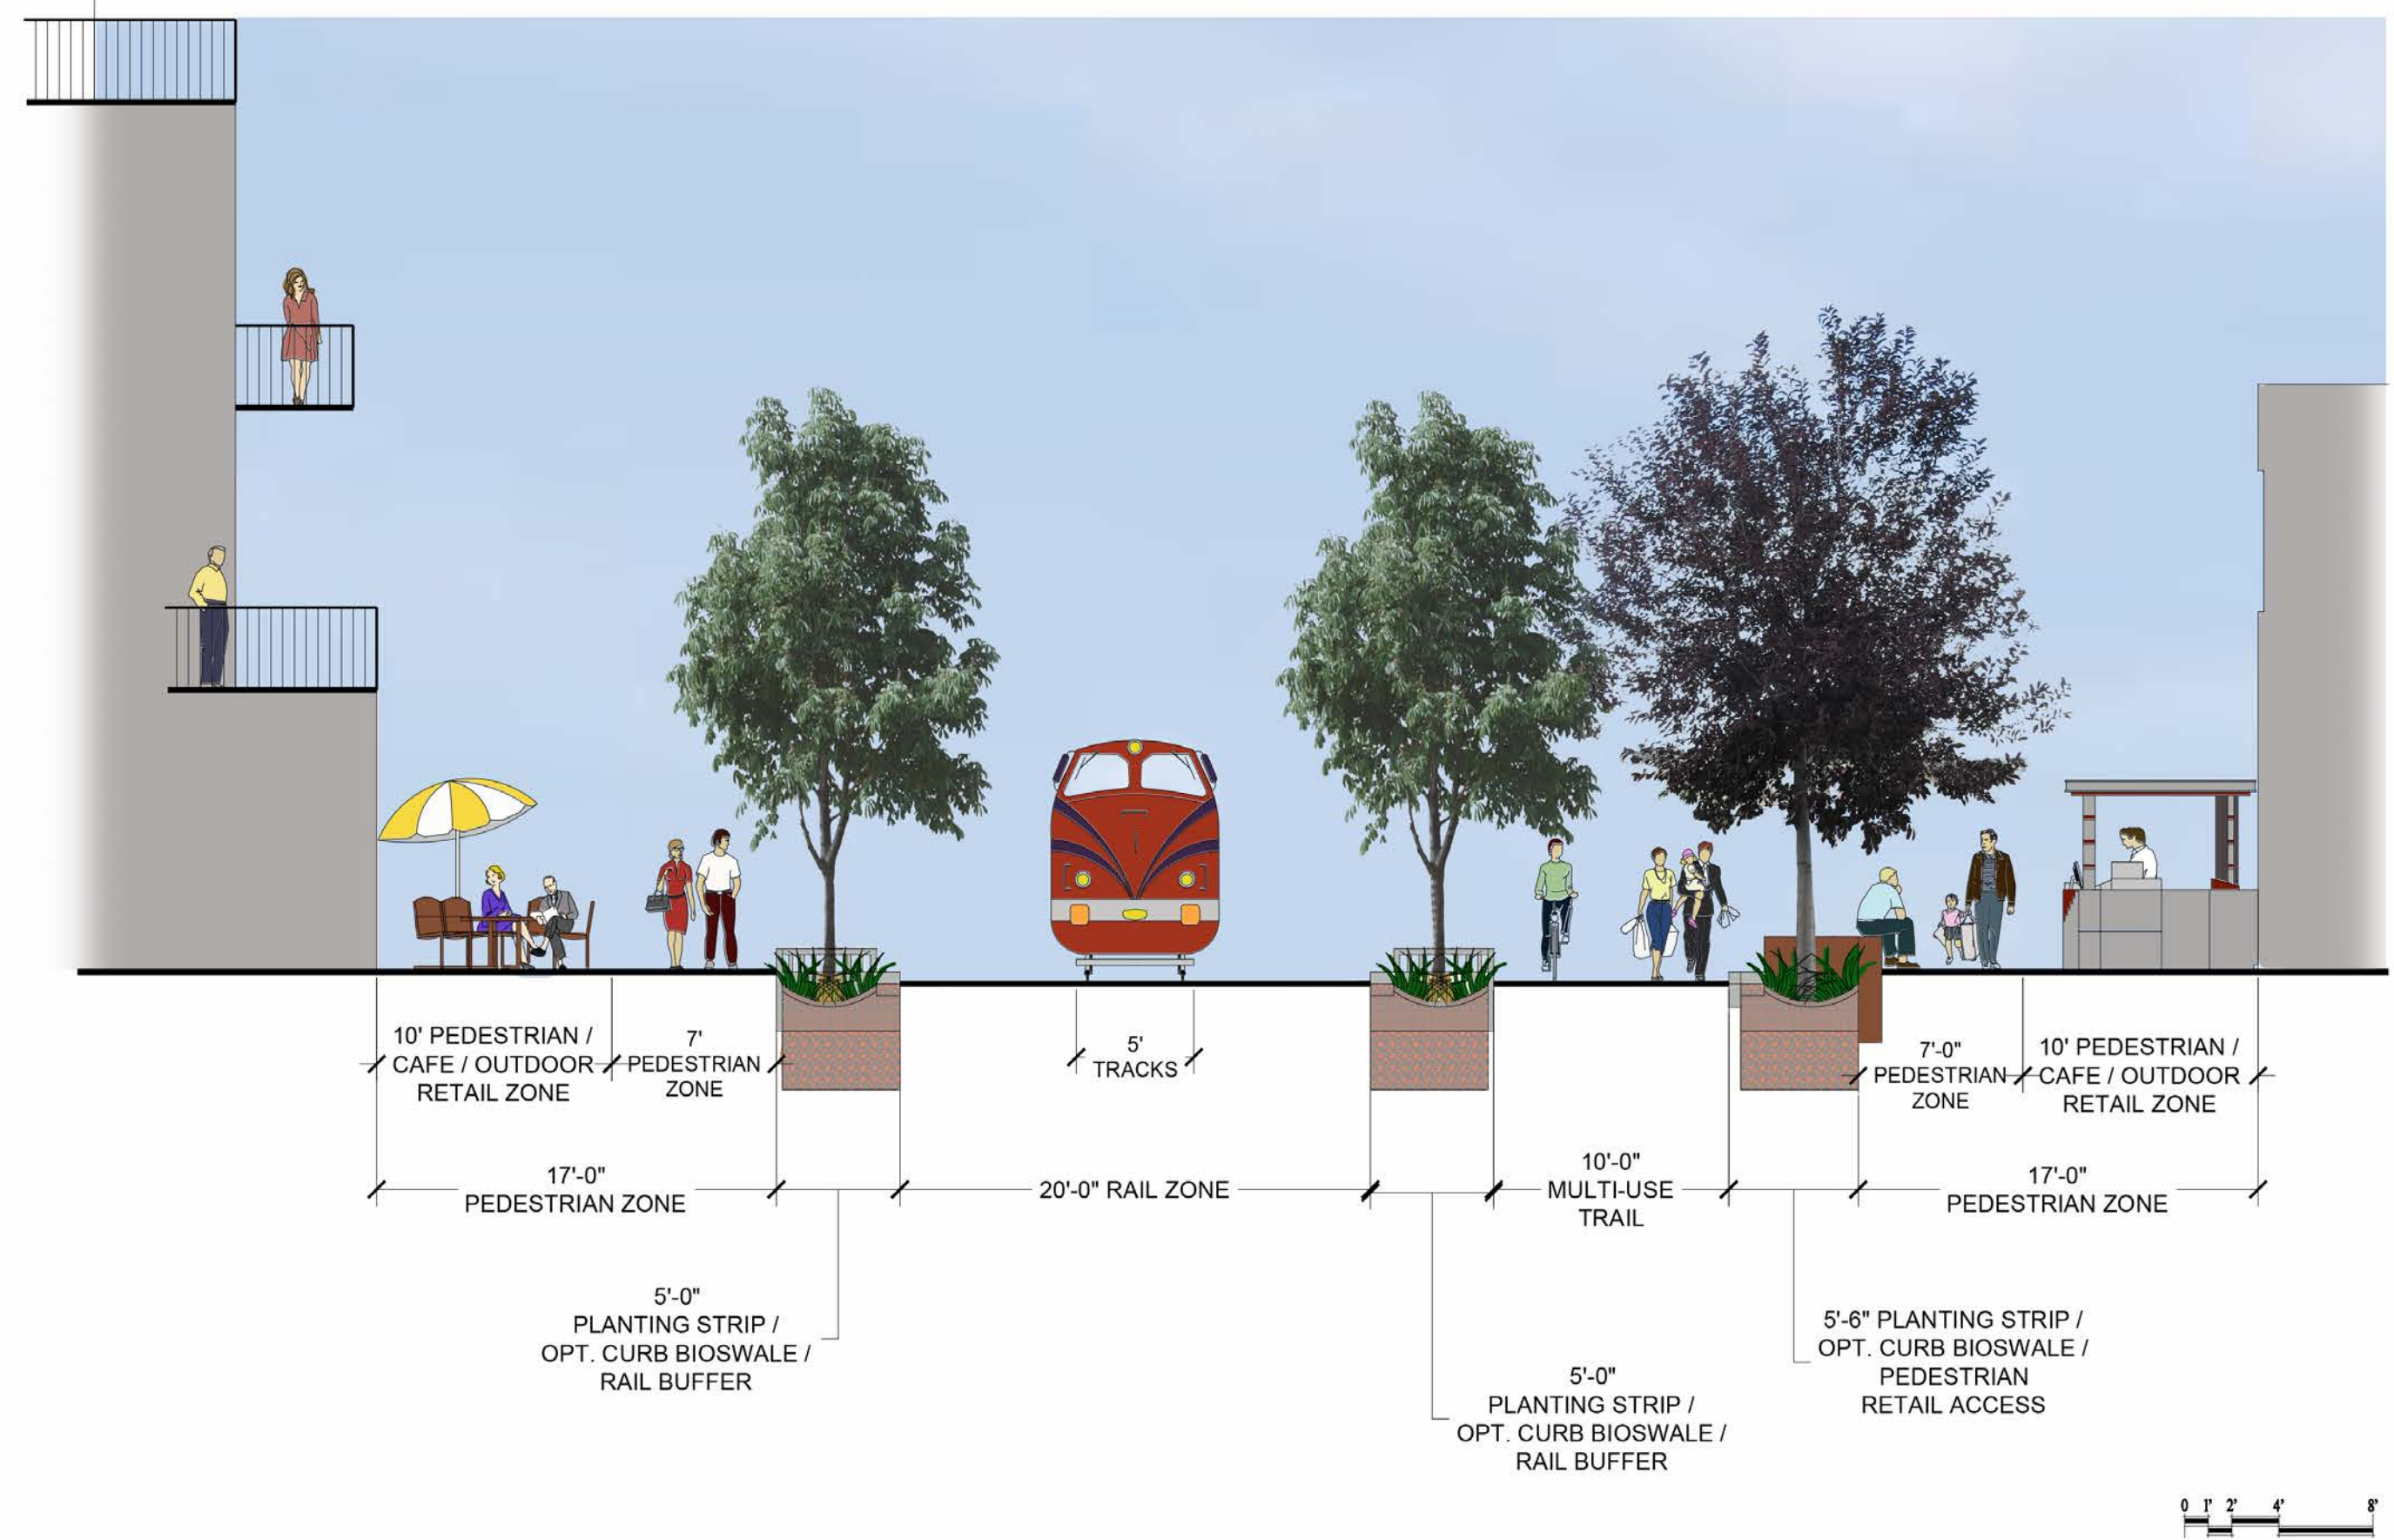 10' PEDESTRIAN /
CAFE / OUTDOOR
RETAIL ZONE
7'
PEDESTRIAN
ZONE
5'
TRACKS
7'-0"
PEDESTRIAN
ZONE
10' PEDESTRIAN /
CAFE / OUTDOOR
RETAIL ZONE
17'-0"
PEDESTRIAN ZONE
20'-0" RAIL ZONE
10'-0"
MULTI-USE
TRAIL
17'-0"
PEDESTRIAN ZONE
5'-0"
PLANTING STRIP /
OPT. CURB BIOSWALE /
RAIL BUFFER
5'-0"
PLANTING STRIP /
OPT. CURB BIOSWALE /
RAIL BUFFER
5'-6" PLANTING STRIP /
OPT. CURB BIOSWALE /
PEDESTRIAN
RETAIL ACCESS
0 1' 2' 4' 8'